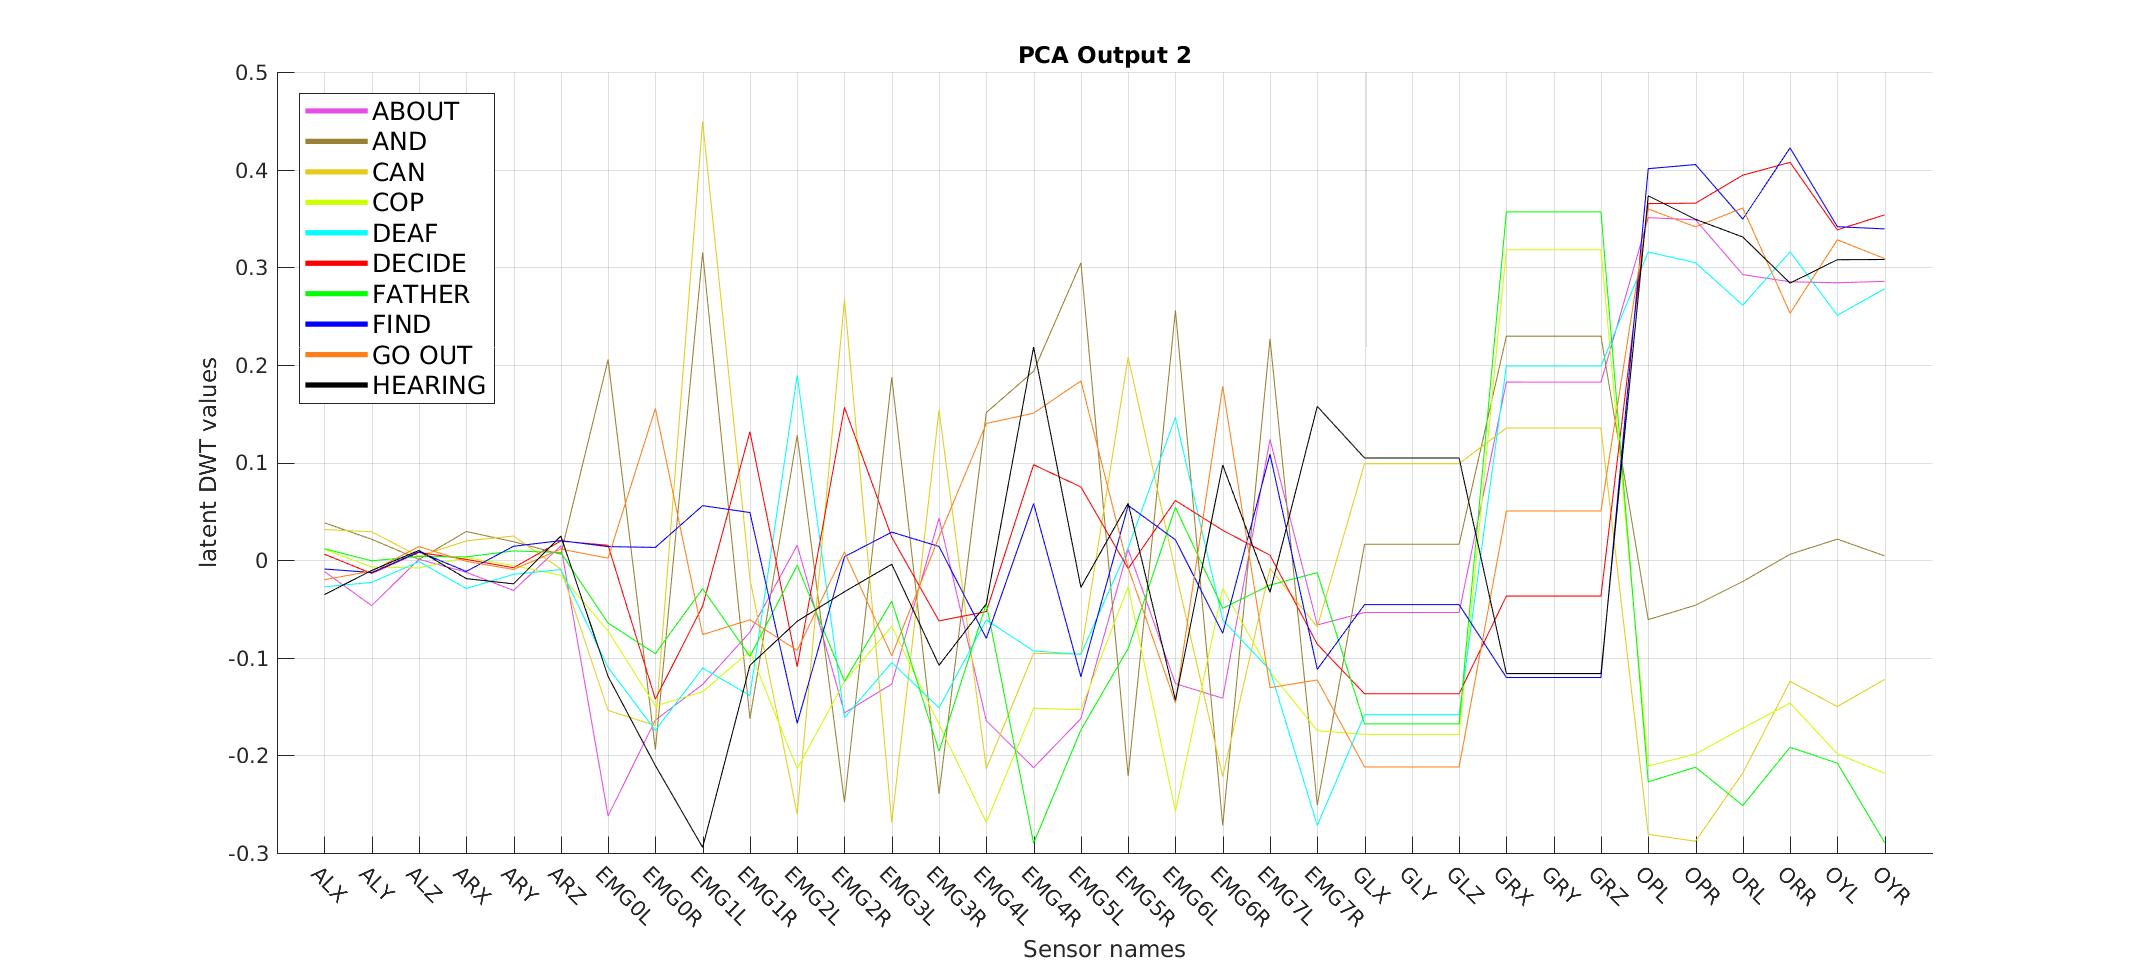 PCA Output 2
0.5
0.4
0.3
0.2
0.1
0
-0.1
-0.2
-0.3
latent DWT values
ABOUT
AND
CAN
COP
DEAF
DECIDE
FATHER
FIND
GO OUT
HEARING
ALX ALY ALZ ARX ARY ARZ EMG0L EMG0R EMG1L EMG1R EMG2L EMG2R EMG3L EMG3R EMG4L EMG4R EMG5L EMG5R EMG6L EMG6R EMG7L EMG7R GLX GLY GLZ GRX GRY GRZ OPL OPR ORL ORR OYL OYR
Sensor names